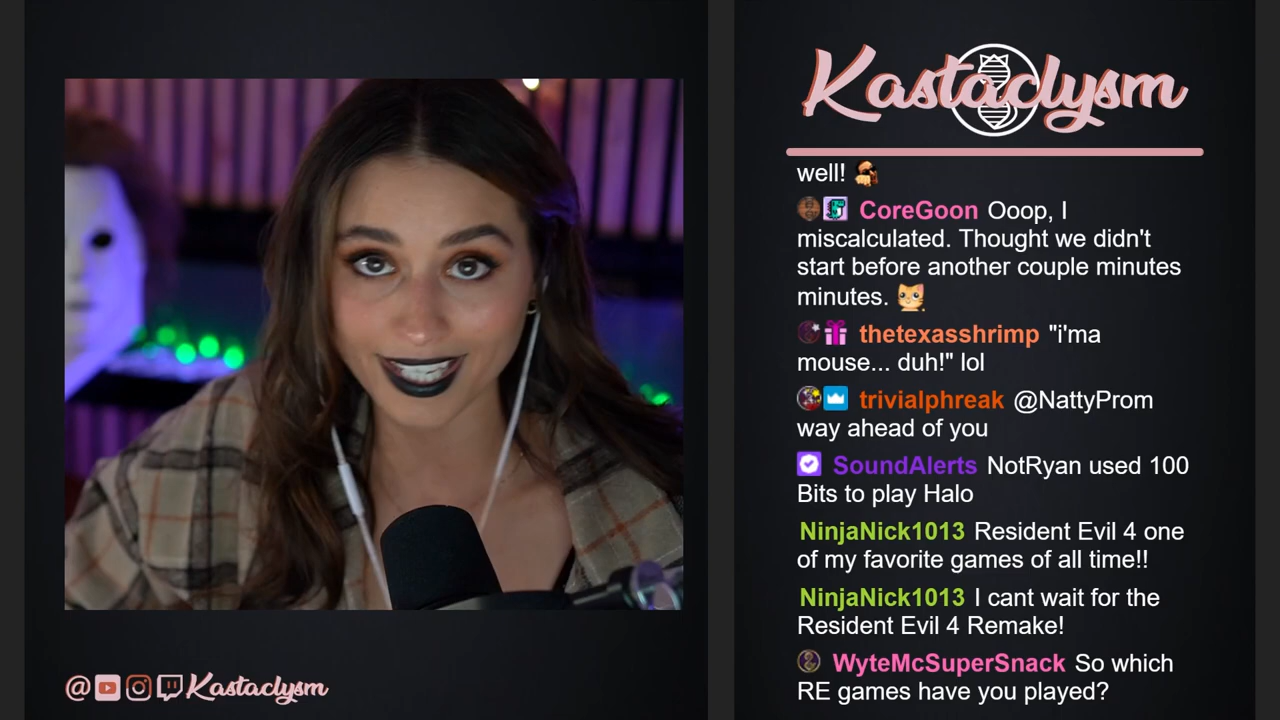 Kastaclysm
well!
CoreGoon Ooop, I
miscalculated. Thought we didn't
start before another couple minutes
minutes.
thetexasshrimp "i'ma
mouse... duh!" lol
trivialphreak @NattyProm
way ahead of you
SoundAlerts NotRyan used 100
Bits to play Halo
NinjaNick1013 Resident Evil 4 one
of my favorite games of all time!!
NinjaNick1013 I cant wait for the
Resident Evil 4 Remake!
WyteMcSuperSnack So which
RE games have you played?
@ Kastaclysm